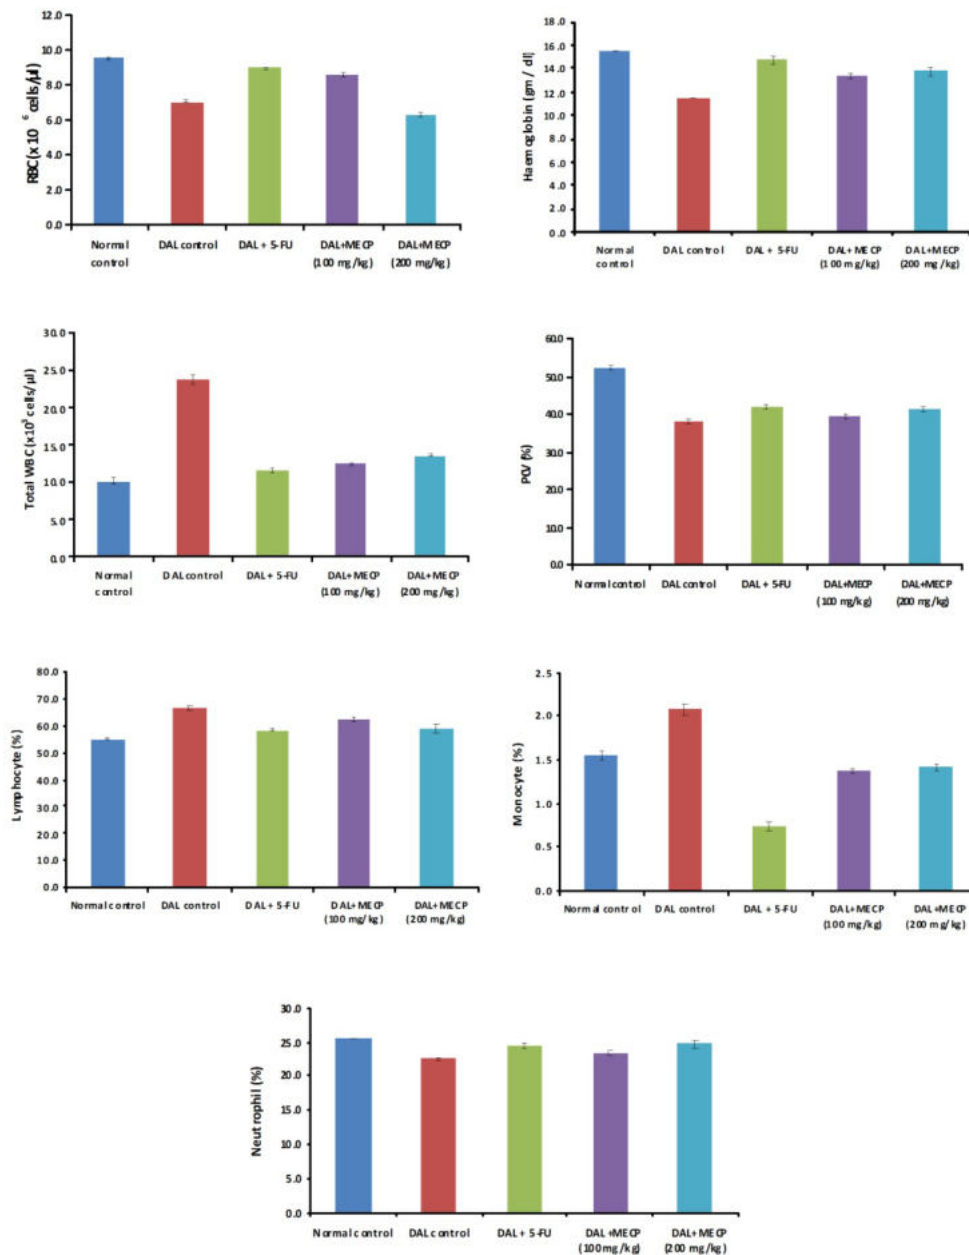 RBC(x 10 6 cells/µl)
12.0
10.0
8.0
6.0
4.0
2.0
0.0
Normal control
DAL control
DAL + 5-FU
DAL+MECP (100 mg/kg)
DAL+MECP (200 mg/kg)
Haemoglobin (gm / dl)
18.0
16.0
14.0
12.0
10.0
8.0
6.0
4.0
2.0
0.0
Normal control
DAL control
DAL + 5-FU
DAL+MECP (100 mg/kg)
DAL+MECP (200 mg/kg)
Total WBC (x10³ cells/µl)
30.0
25.0
20.0
15.0
10.0
5.0
0.0
Normal control
DAL control
DAL + 5-FU
DAL+MECP (100 mg/kg)
DAL+MECP (200 mg/kg)
PCV (%)
60.0
50.0
40.0
30.0
20.0
10.0
0.0
Normal control
DAL control
DAL + 5-FU
DAL+MECP (100 mg/kg)
DAL+MECP (200 mg/kg)
Lymphocyte (%)
80.0
70.0
60.0
50.0
40.0
30.0
20.0
10.0
0.0
Normal control
DAL control
DAL + 5-FU
DAL+MECP (100 mg/kg)
DAL+MECP (200 mg/kg)
Monocyte (%)
2.5
2.0
1.5
1.0
0.5
0.0
Normal control
DAL control
DAL + 5-FU
DAL+MECP (100 mg/kg)
DAL+MECP (200 mg/kg)
Neutrophil (%)
30.0
25.0
20.0
15.0
10.0
5.0
0.0
Normal control
DAL control
DAL + 5-FU
DAL+MECP (100mg/kg)
DAL+MECP (200 mg/kg)